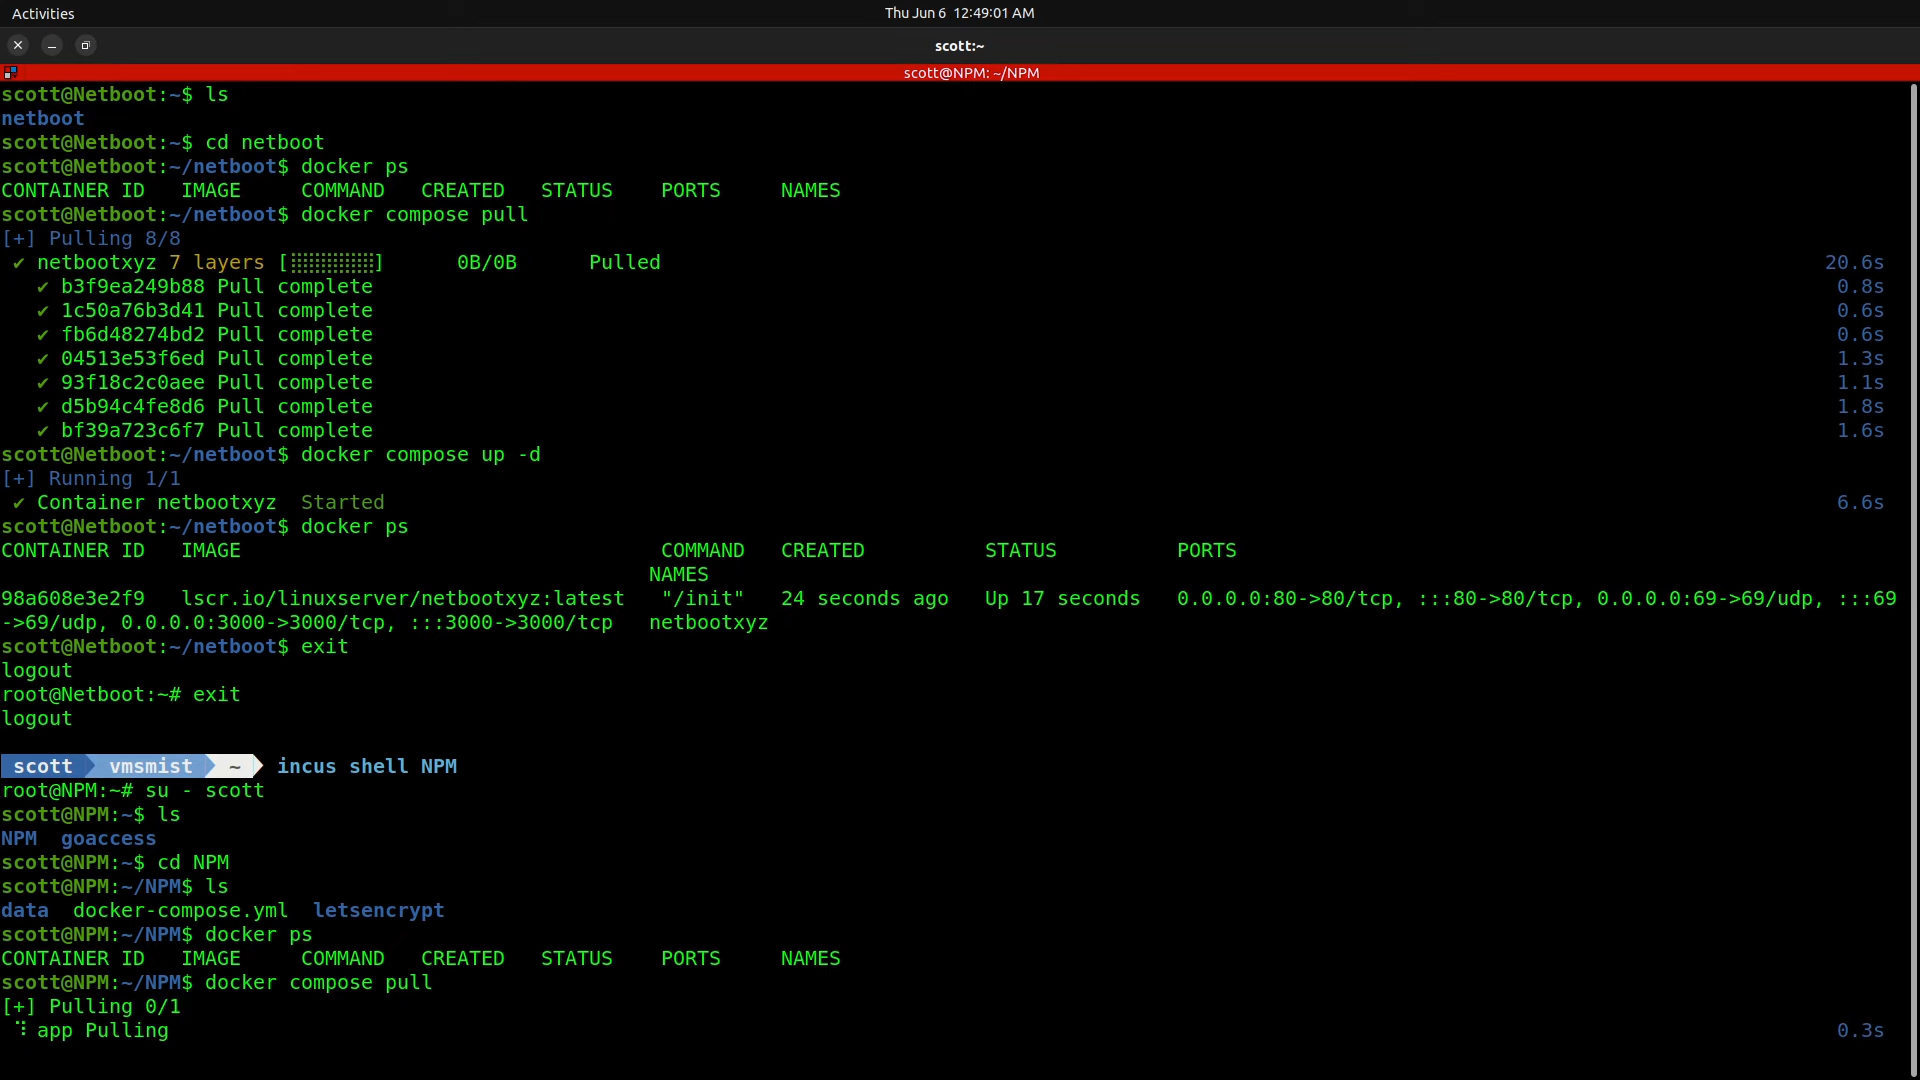 Activities
Thu Jun 6 12:49:01 AM
scott:~
scott@NPM: ~/NPM
scott@Netboot:~$ ls
netboot
scott@Netboot:~$ cd netboot
scott@Netboot:~/netboot$ docker ps
CONTAINER ID   IMAGE     COMMAND   CREATED   STATUS    PORTS     NAMES
scott@Netboot:~/netboot$ docker compose pull
[+] Pulling 8/8
✔ netbootxyz 7 layers [⣿⣿⣿⣿⣿⣿⣿]      0B/0B      Pulled 20.6s
✔ b3f9ea249b88 Pull complete 0.8s
✔ 1c50a76b3d41 Pull complete 0.6s
✔ fb6d48274bd2 Pull complete 0.6s
✔ 04513e53f6ed Pull complete 1.3s
✔ 93f18c2c0aee Pull complete 1.1s
✔ d5b94c4fe8d6 Pull complete 1.8s
✔ bf39a723c6f7 Pull complete 1.6s
scott@Netboot:~/netboot$ docker compose up -d
[+] Running 1/1
✔ Container netbootxyz  Started 6.6s
scott@Netboot:~/netboot$ docker ps
CONTAINER ID   IMAGE   COMMAND   CREATED   STATUS   PORTS
NAMES
98a608e3e2f9   lscr.io/linuxserver/netbootxyz:latest   "/init"   24 seconds ago   Up 17 seconds   0.0.0.0:80->80/tcp, :::80->80/tcp, 0.0.0.0:69->69/udp, :::69
->69/udp, 0.0.0.0:3000->3000/tcp, :::3000->3000/tcp   netbootxyz
scott@Netboot:~/netboot$ exit
logout
root@Netboot:~# exit
logout
scott vmsmist ~ incus shell NPM
root@NPM:~# su - scott
scott@NPM:~$ ls
NPM  goaccess
scott@NPM:~$ cd NPM
scott@NPM:~/NPM$ ls
data  docker-compose.yml  letsencrypt
scott@NPM:~/NPM$ docker ps
CONTAINER ID   IMAGE     COMMAND   CREATED   STATUS    PORTS     NAMES
scott@NPM:~/NPM$ docker compose pull
[+] Pulling 0/1
⠹ app Pulling 0.3s